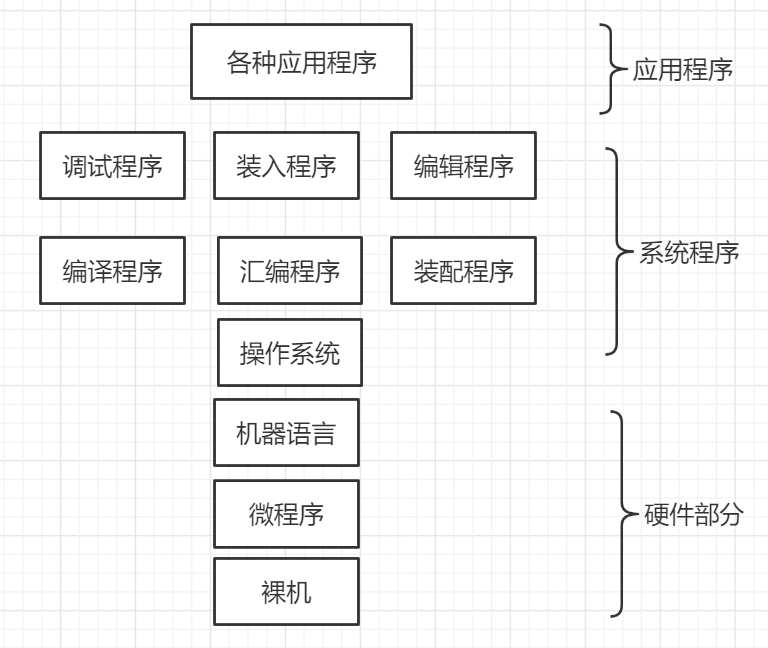 各种应用程序
应用程序
调试程序
装入程序
编辑程序
系统程序
编译程序
汇编程序
装配程序
操作系统
机器语言
微程序
硬件部分
裸机